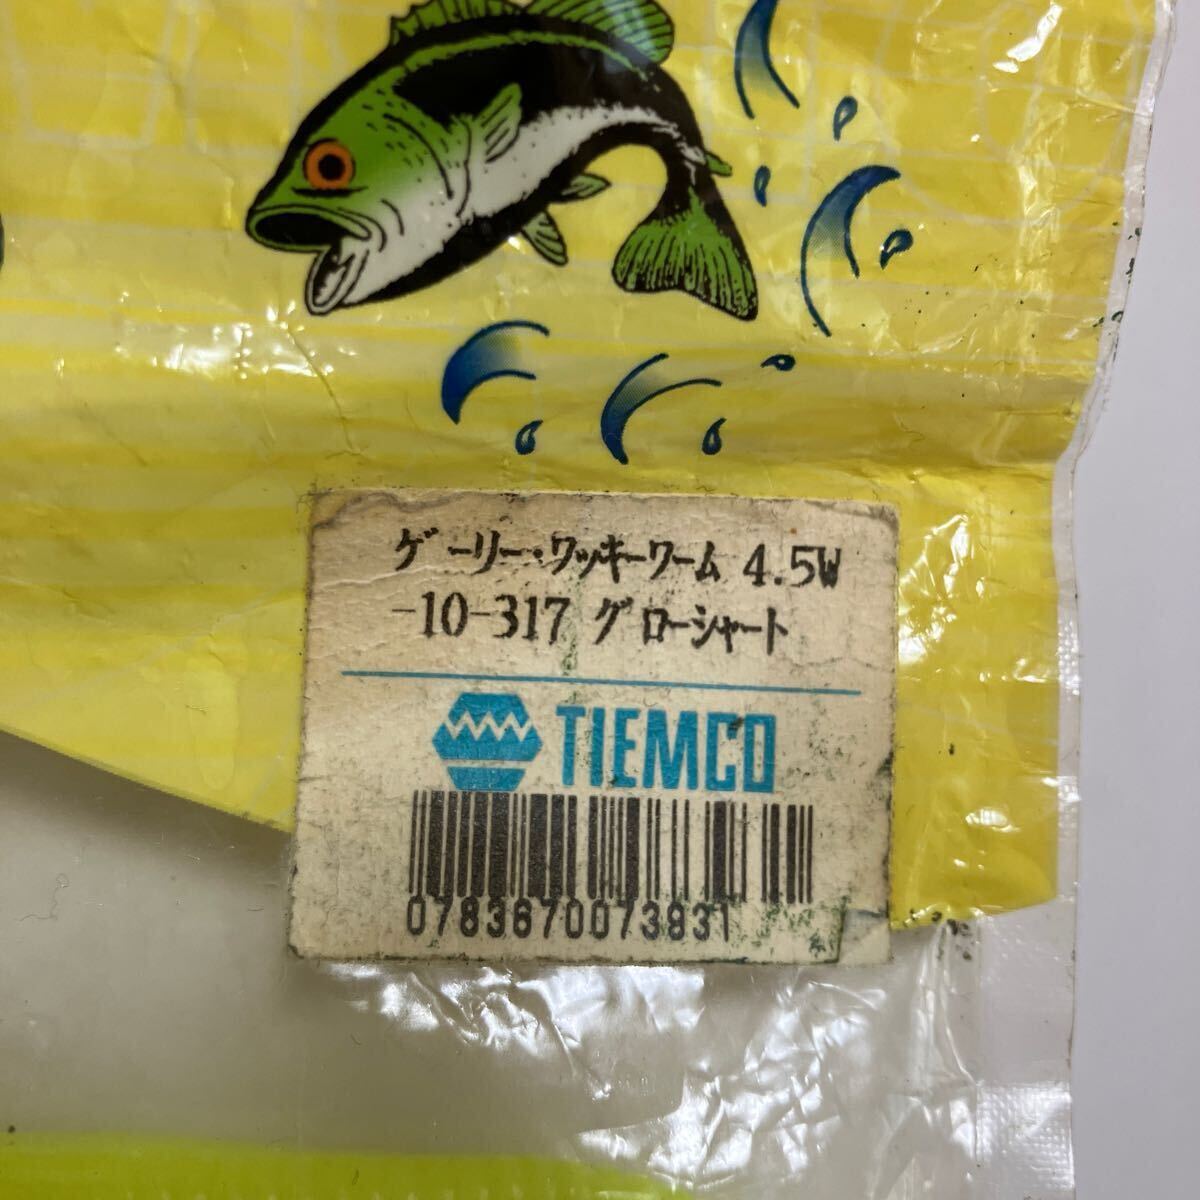 ゲーリー・ワッキーワーム 4.5W
-10-317 グローシャート
TIEMCO
0783670073831